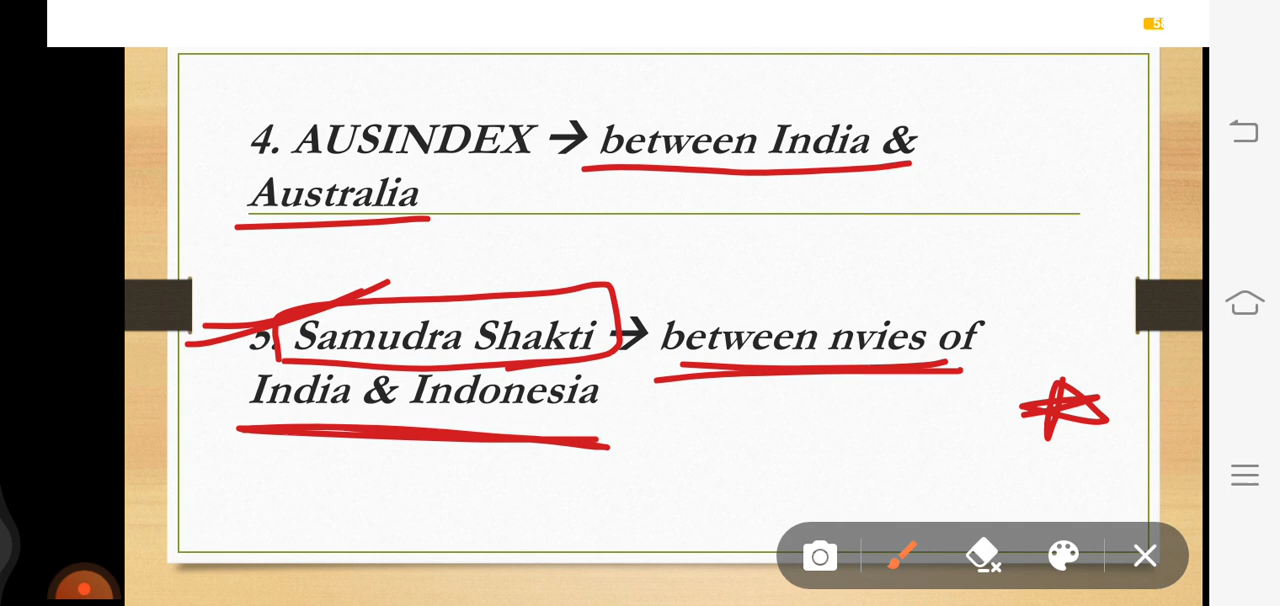 4. AUSINDEX → between India &
Australia
5. Samudra Shakti → between nvies of
India & Indonesia